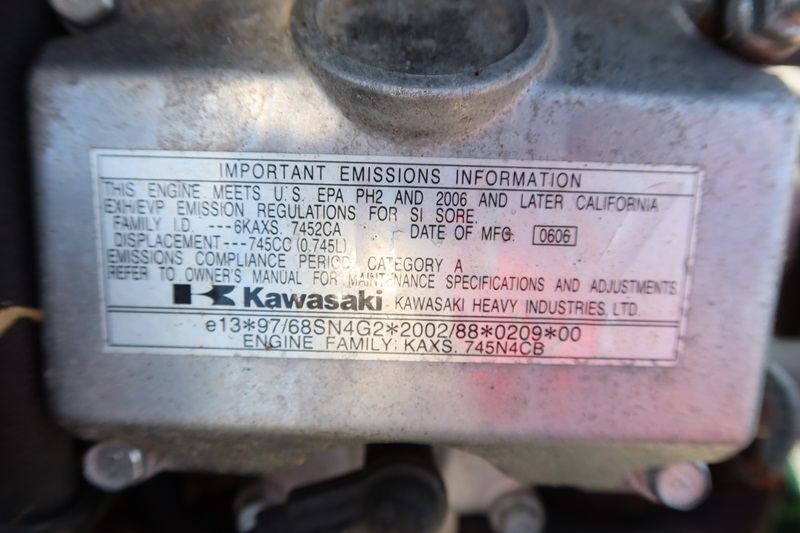 IMPORTANT EMISSIONS INFORMATION
THIS ENGINE MEETS U.S. EPA PH2 AND 2006 AND LATER CALIFORNIA
EXH/EVP EMISSION REGULATIONS FOR SI SORE.
FAMILY I.D. ---6KAXS. 7452CA DATE OF MFG. 0606
DISPLACEMENT---745CC (0.745L)
EMISSIONS COMPLIANCE PERIOD: CATEGORY A
REFER TO OWNER'S MANUAL FOR MAINTENANCE SPECIFICATIONS AND ADJUSTMENTS
Kawasaki KAWASAKI HEAVY INDUSTRIES, LTD.
e13*97/68SN4G2*2002/88*0209*00
ENGINE FAMILY: KAXS. 745N4CB